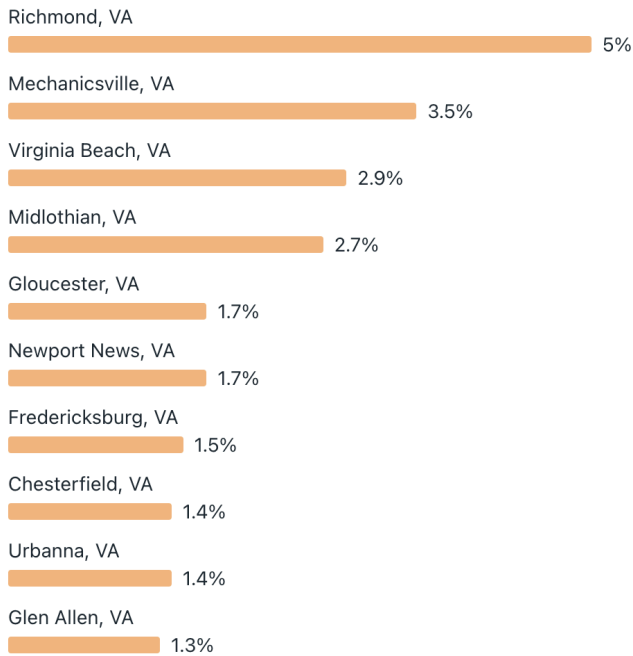 Richmond, VA
5%
Mechanicsville, VA
3.5%
Virginia Beach, VA
2.9%
Midlothian, VA
2.7%
Gloucester, VA
1.7%
Newport News, VA
1.7%
Fredericksburg, VA
1.5%
Chesterfield, VA
1.4%
Urbanna, VA
1.4%
Glen Allen, VA
1.3%